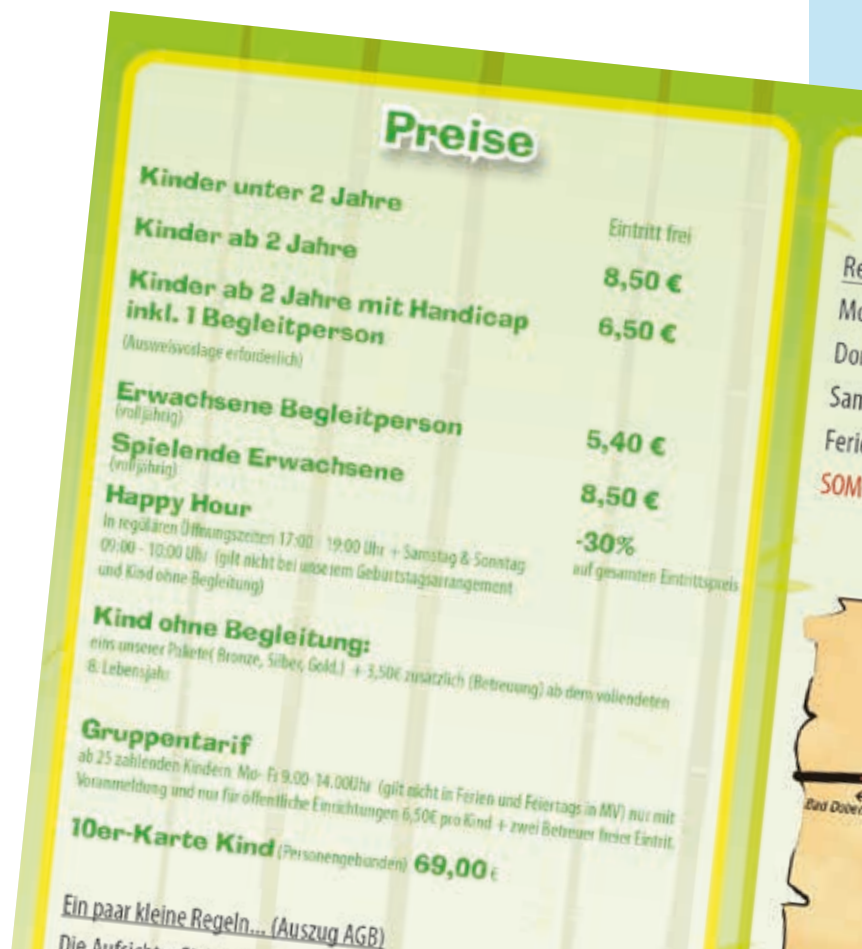 Preise
Kinder unter 2 Jahre Eintritt frei
Kinder ab 2 Jahre 8,50 €
Kinder ab 2 Jahre mit Handicap 6,50 €
inkl. 1 Begleitperson
(Ausweisvorlage erforderlich)
Erwachsene Begleitperson 5,40 €
(volljährig)
Spielende Erwachsene 8,50 €
(volljährig)
Happy Hour -30%
In regulären Öffnungszeiten 17:00 - 19:00 Uhr + Samstag & Sonntag auf gesamten Eintrittspreis
09:00 - 10:00 Uhr (gilt nicht bei unserem Geburtstagsarrangement
und Kind ohne Begleitung)
Kind ohne Begleitung:
eins unserer Pakete( Bronze, Silber, Gold.) + 3,50€ zusätzlich (Betreuung) ab dem vollendeten
8. Lebensjahr
Gruppentarif
ab 25 zahlenden Kindern Mo- Fr 9.00-14.00Uhr (gilt nicht in Ferien und Feiertags in MV) nur mit
Voranmeldung und nur für öffentliche Einrichtungen 6,50€ pro Kind + zwei Betreuer freier Eintrit.
10er-Karte Kind (Personengebunden) 69,00 €
Ein paar kleine Regeln... (Auszug AGB)
Die
Re
Mo
Don
Sam
Feri
SOM
Bad Dober